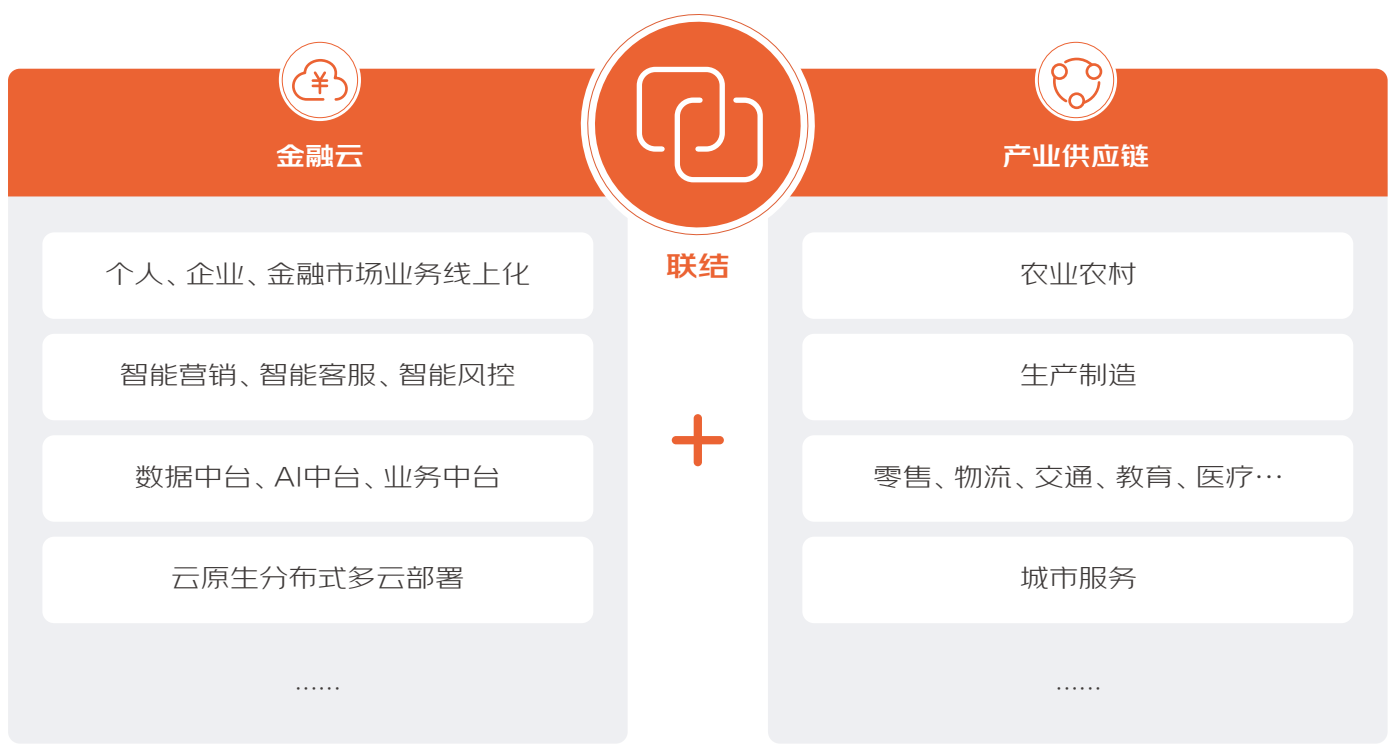 金融云
个人、企业、金融市场业务线上化
智能营销、智能客服、智能风控
数据中台、AI中台、业务中台
云原生分布式多云部署
……
联结
+
产业供应链
农业农村
生产制造
零售、物流、交通、教育、医疗…
城市服务
……